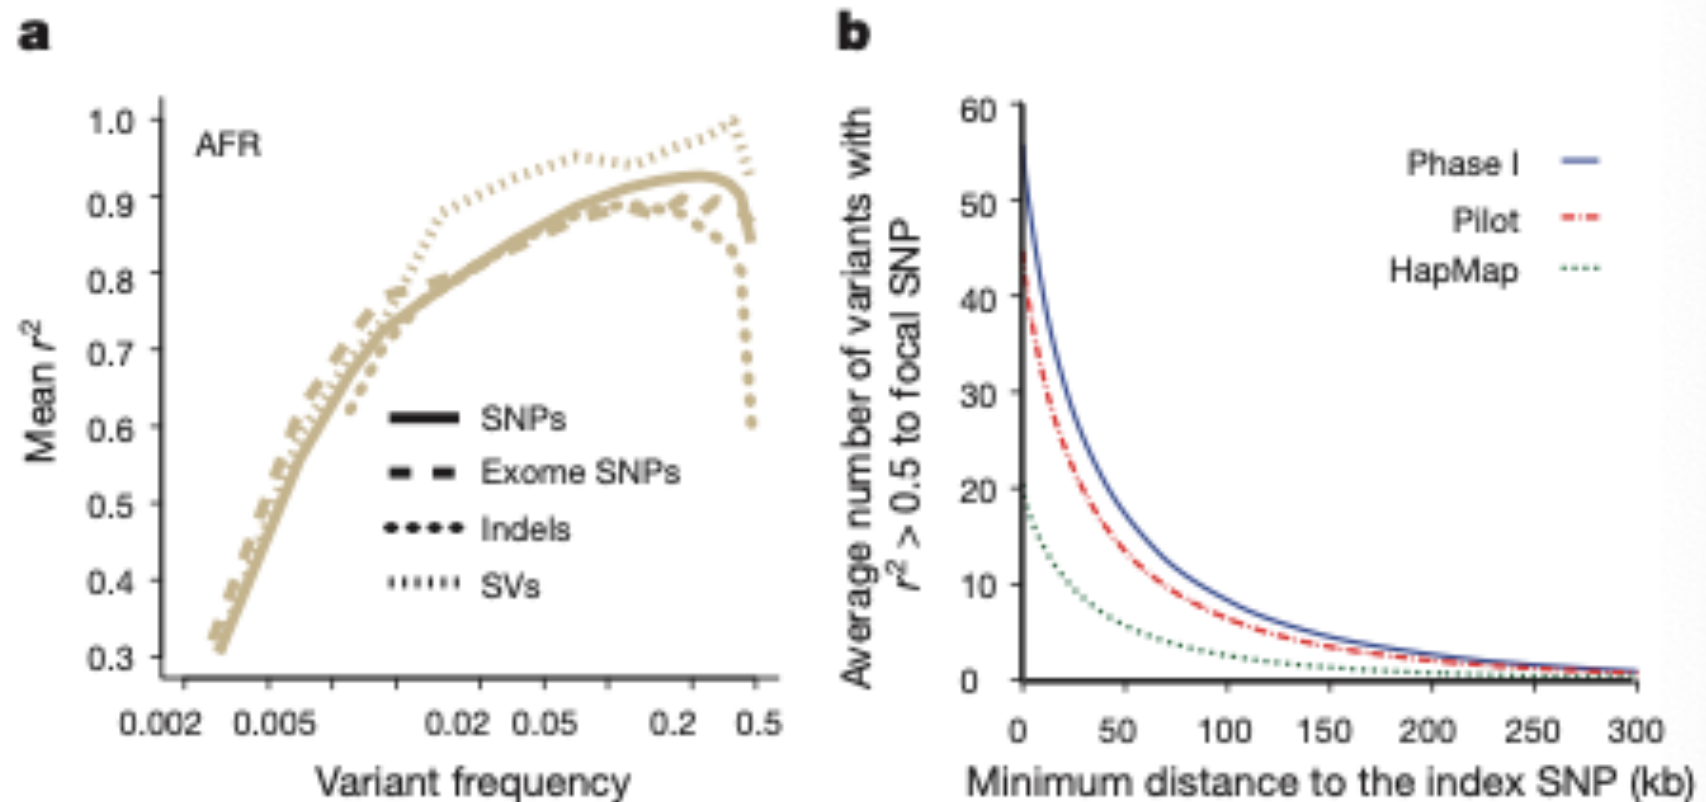 a
1.0
0.9
0.8
0.7
0.6
0.5
0.4
0.3
Mean r²
AFR
SNPs
Exome SNPs
Indels
SVs
0.002 0.005 0.02 0.05 0.2 0.5
Variant frequency
b
60
50
40
30
20
10
0
Average number of variants with
r² > 0.5 to focal SNP
Phase I
Pilot
HapMap
0 50 100 150 200 250 300
Minimum distance to the index SNP (kb)